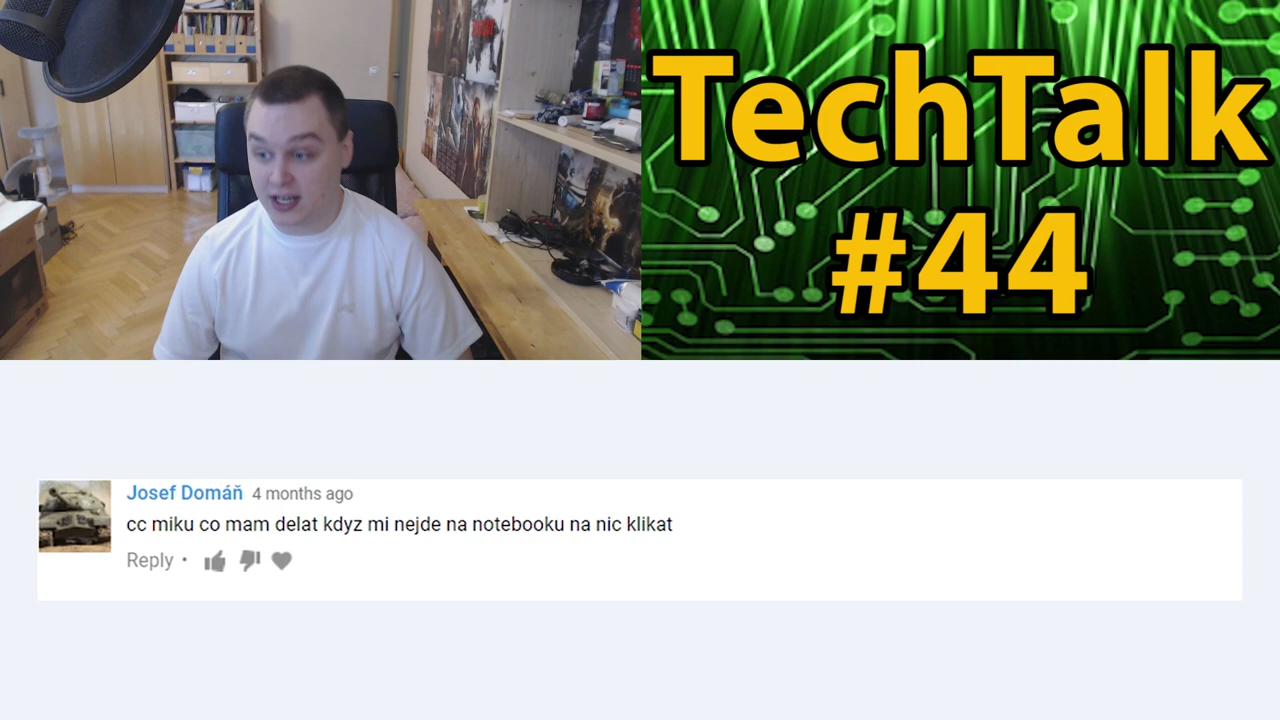 TechTalk
#44
Josef Domáň 4 months ago
cc miku co mam delat kdyz mi nejde na notebooku na nic klikat
Reply •